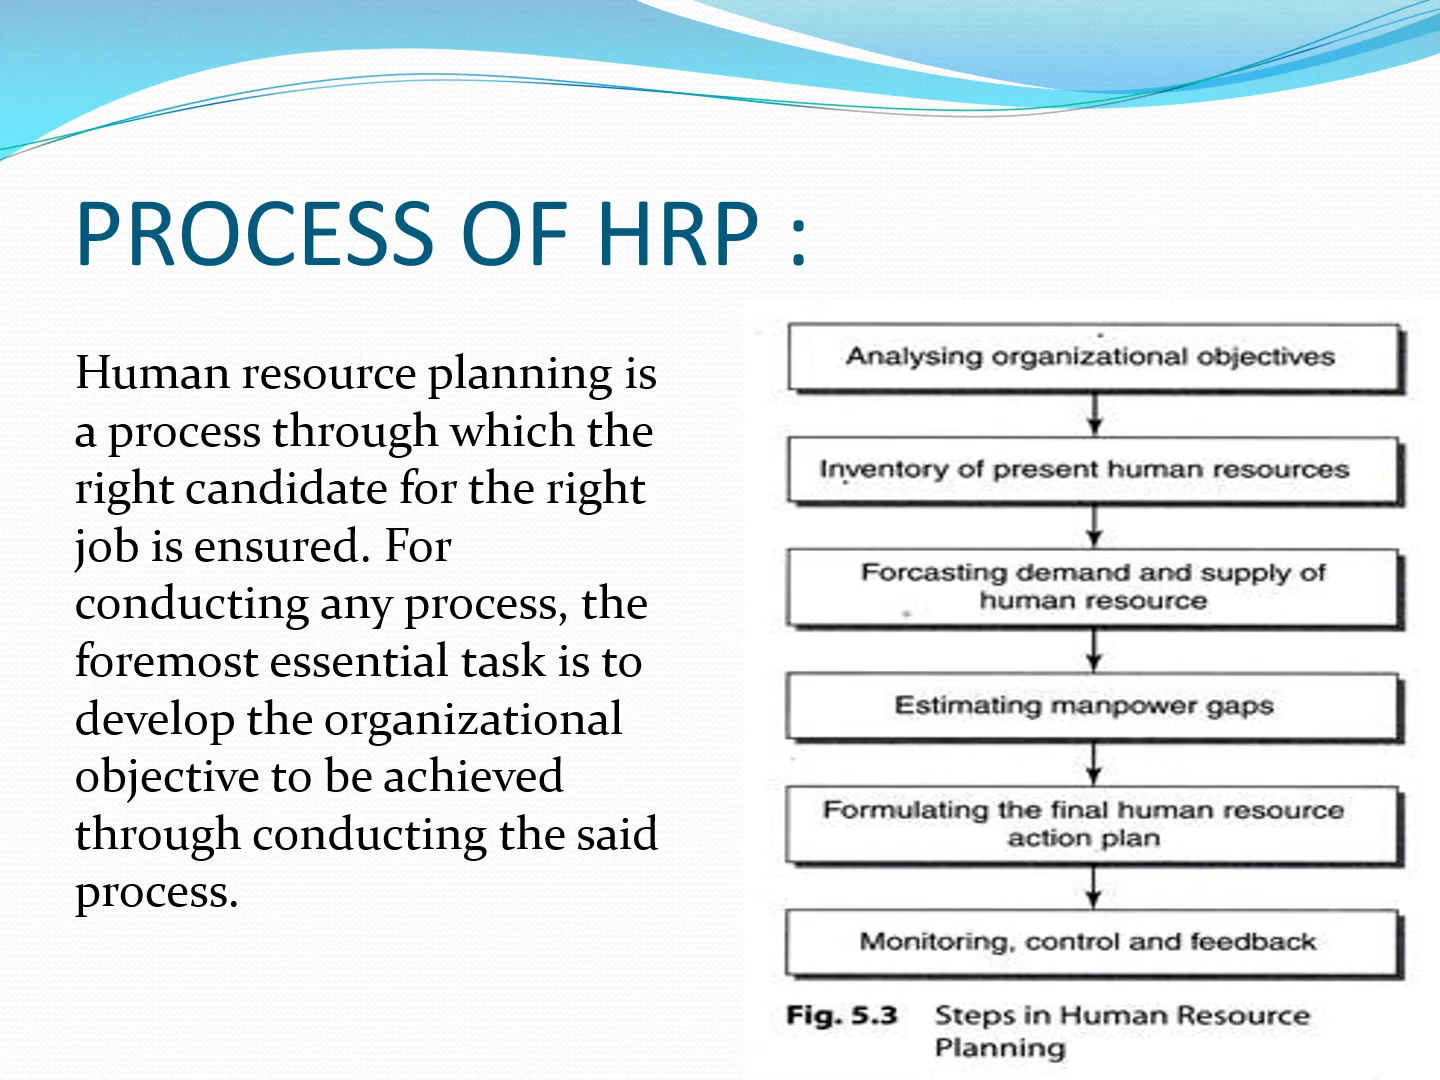 PROCESS OF HRP :
Human resource planning is
a process through which the
right candidate for the right
job is ensured. For
conducting any process, the
foremost essential task is to
develop the organizational
objective to be achieved
through conducting the said
process.
Analysing organizational objectives
Inventory of present human resources
Forcasting demand and supply of
human resource
Estimating manpower gaps
Formulating the final human resource
action plan
Monitoring, control and feedback
Fig. 5.3 Steps in Human Resource
Planning